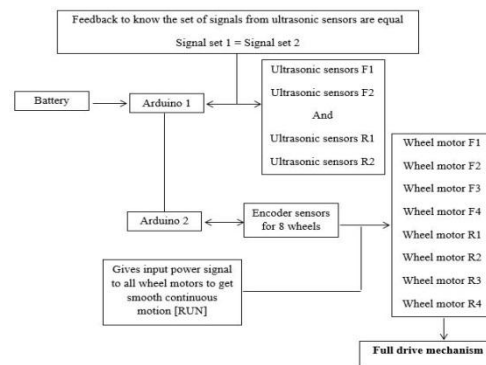 Feedback to know the set of signals from ultrasonic sensors are equal
Signal set 1 = Signal set 2
Battery
Arduino 1
Ultrasonic sensors F1
Ultrasonic sensors F2
And
Ultrasonic sensors R1
Ultrasonic sensors R2
Arduino 2
Encoder sensors
for 8 wheels
Gives input power signal
to all wheel motors to get
smooth continuous
motion [RUN]
Wheel motor F1
Wheel motor F2
Wheel motor F3
Wheel motor F4
Wheel motor R1
Wheel motor R2
Wheel motor R3
Wheel motor R4
Full drive mechanism